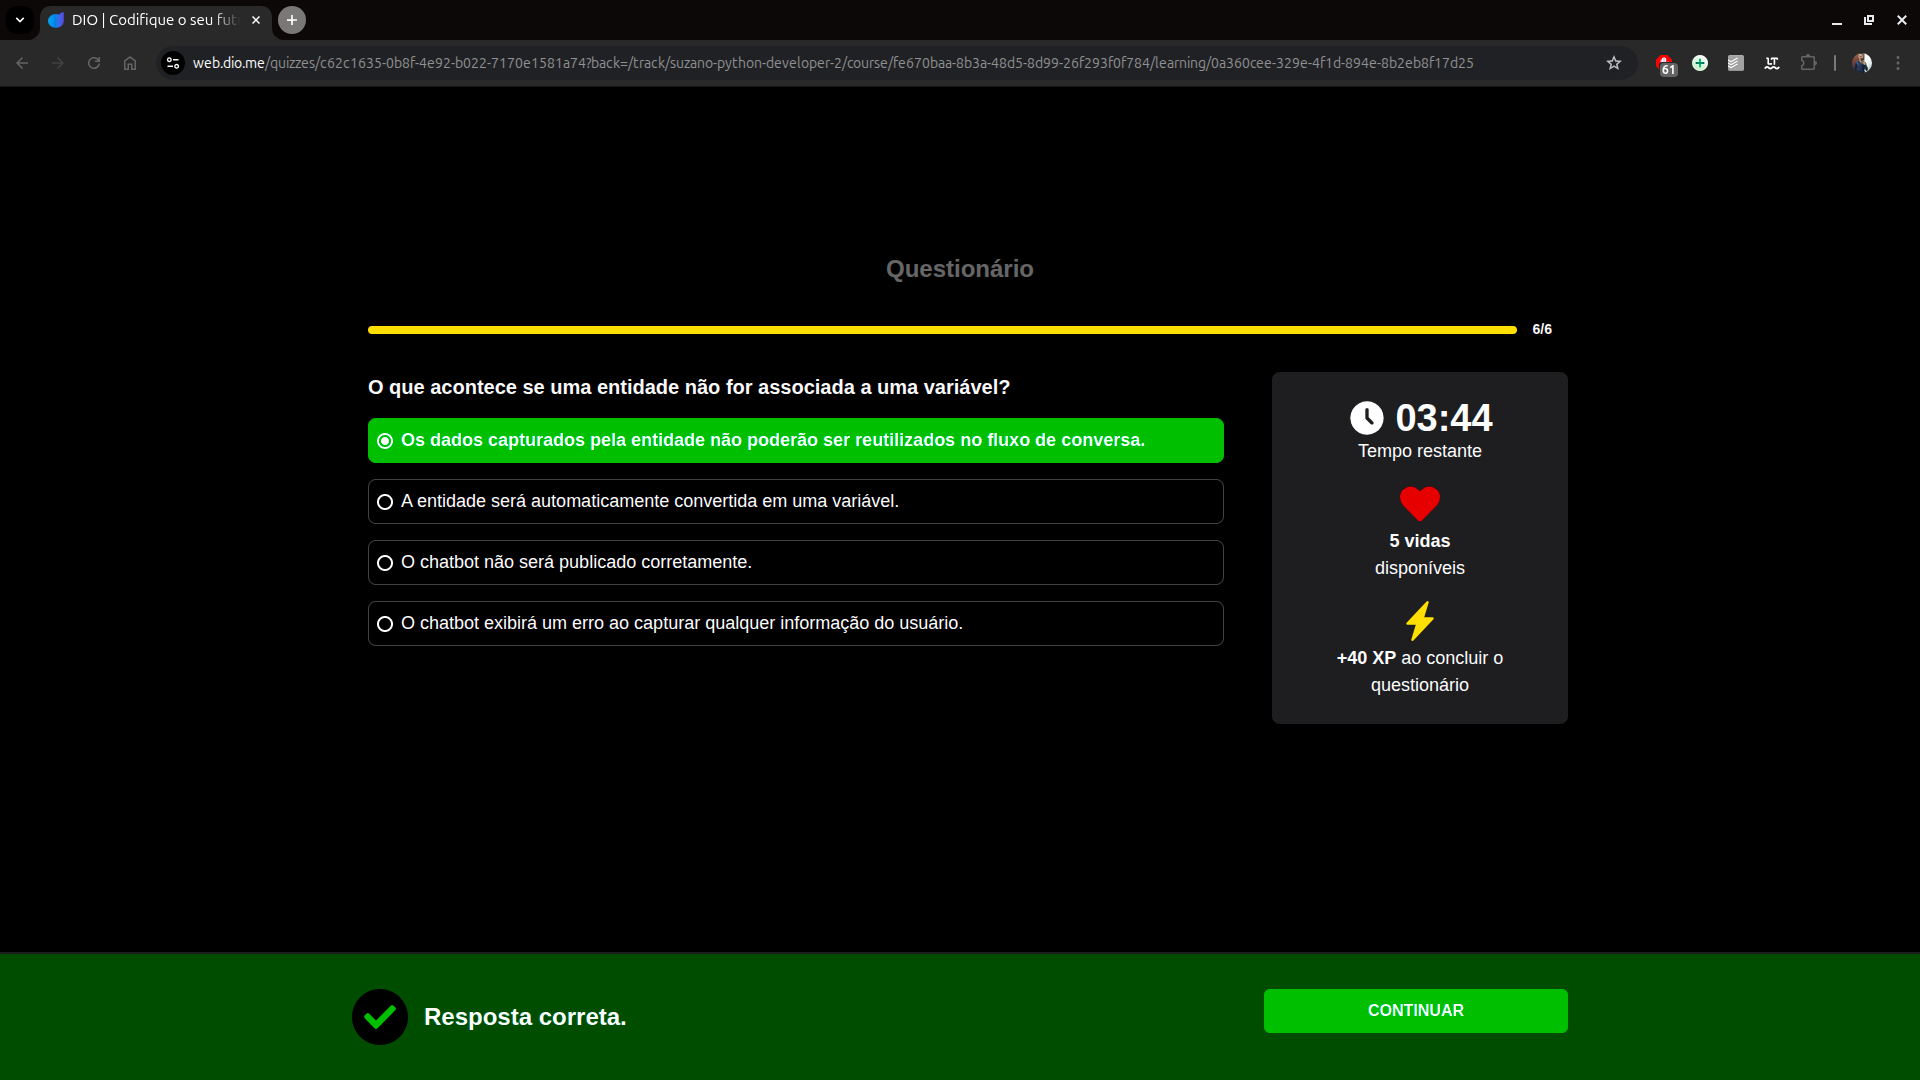 DIO | Codifique o seu fut
web.dio.me/quizzes/c62c1635-0b8f-4e92-b022-7170e1581a74?back=/track/suzano-python-developer-2/course/fe670baa-8b3a-48d5-8d99-26f293f0f784/learning/0a360cee-329e-4f1d-894e-8b2eb8f17d25
61
LT
Questionário
6/6
O que acontece se uma entidade não for associada a uma variável?
Os dados capturados pela entidade não poderão ser reutilizados no fluxo de conversa.
A entidade será automaticamente convertida em uma variável.
O chatbot não será publicado corretamente.
O chatbot exibirá um erro ao capturar qualquer informação do usuário.
03:44
Tempo restante
5 vidas
disponíveis
+40 XP ao concluir o
questionário
Resposta correta.
CONTINUAR